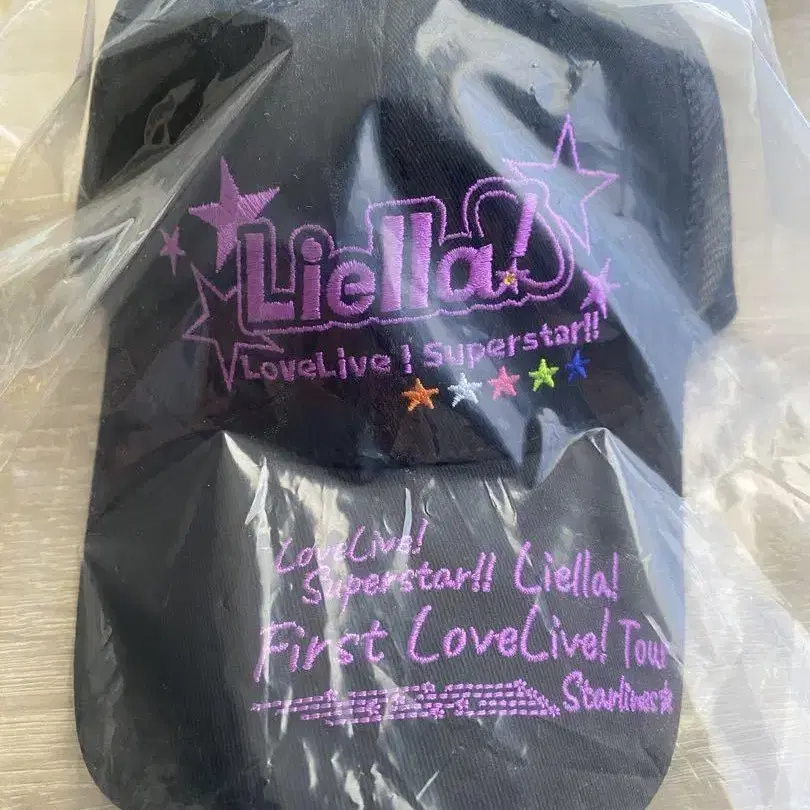 Liella!
LoveLive! Superstar!!
LoveLive!
Superstar!! Liella!
First LoveLive! Tour
Starlines